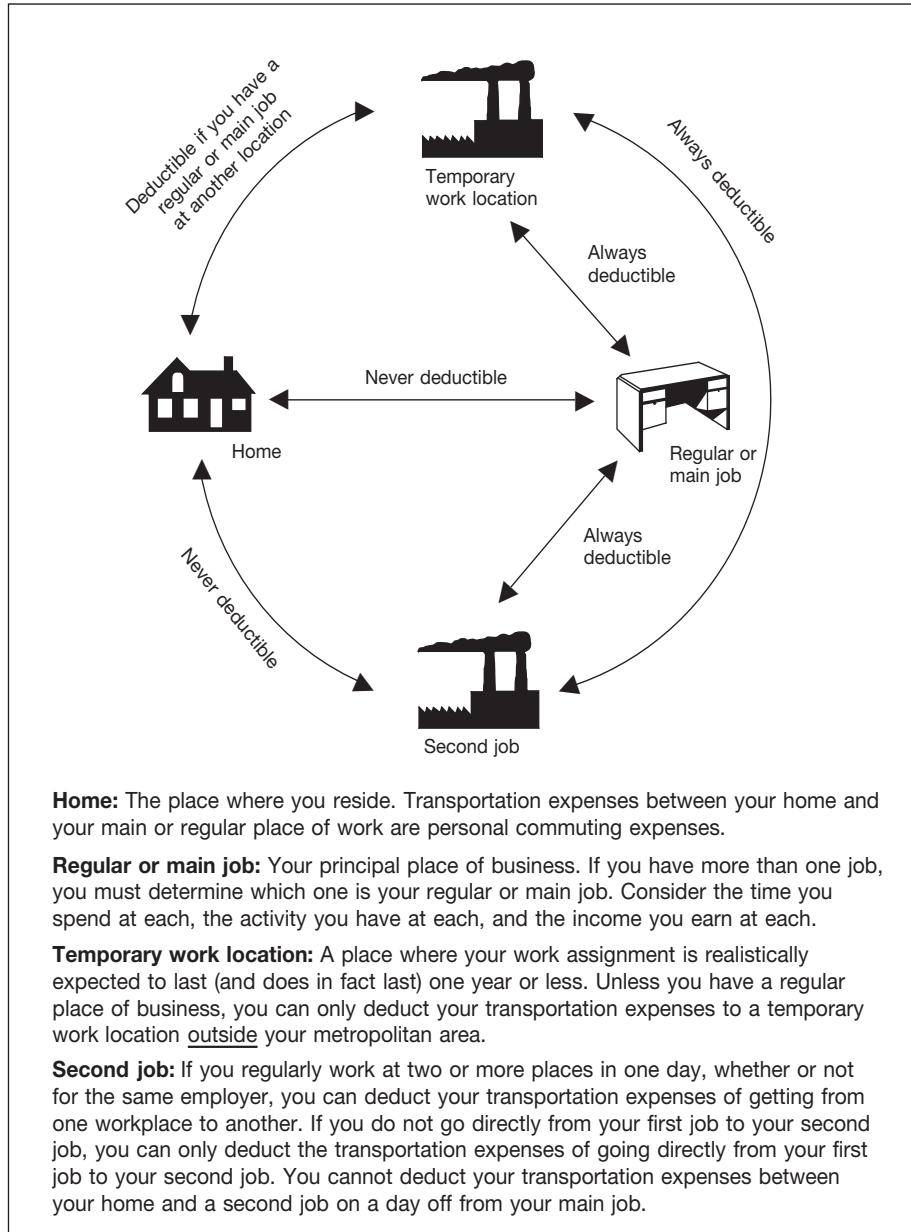 Deductible if you have a
regular or main job
at another location
Temporary
work location
Always deductible
Always
deductible
Never deductible
Home
Regular or
main job
Always
deductible
Never deductible
Second job
Home: The place where you reside. Transportation expenses between your home and
your main or regular place of work are personal commuting expenses.
Regular or main job: Your principal place of business. If you have more than one job,
you must determine which one is your regular or main job. Consider the time you
spend at each, the activity you have at each, and the income you earn at each.
Temporary work location: A place where your work assignment is realistically
expected to last (and does in fact last) one year or less. Unless you have a regular
place of business, you can only deduct your transportation expenses to a temporary
work location outside your metropolitan area.
Second job: If you regularly work at two or more places in one day, whether or not
for the same employer, you can deduct your transportation expenses of getting from
one workplace to another. If you do not go directly from your first job to your second
job, you can only deduct the transportation expenses of going directly from your first
job to your second job. You cannot deduct your transportation expenses between
your home and a second job on a day off from your main job.